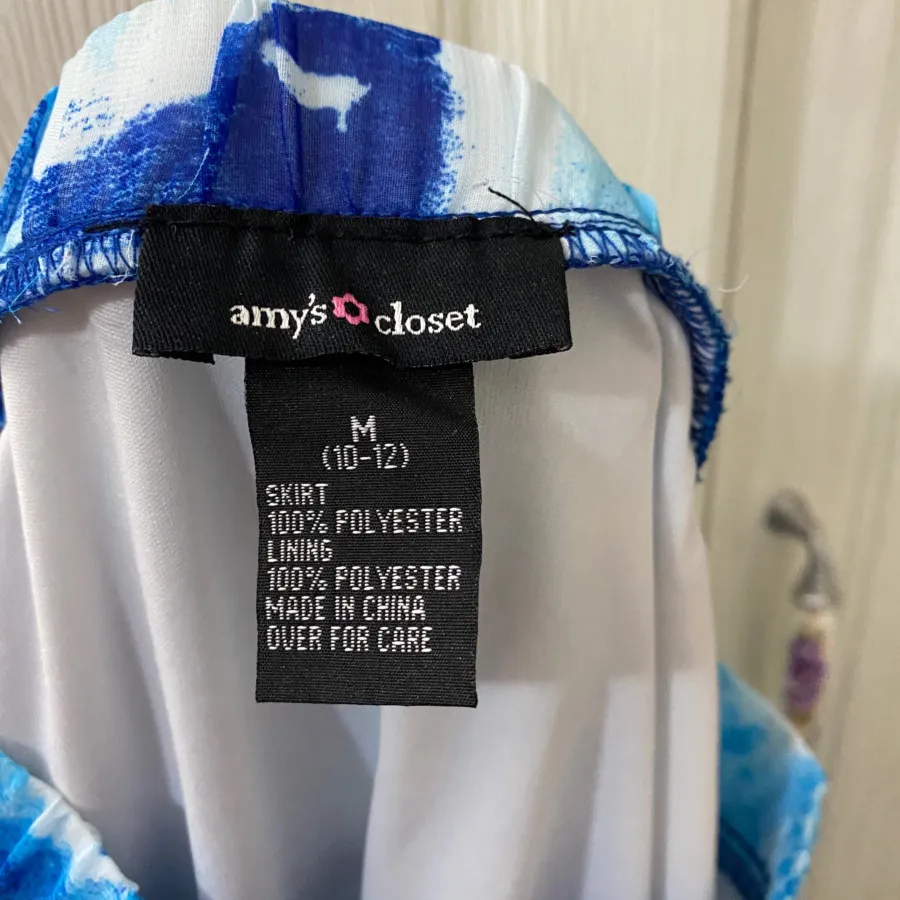 amy's closet
M
(10-12)
SKIRT
100% POLYESTER
LINING
100% POLYESTER
MADE IN CHINA
OVER FOR CARE